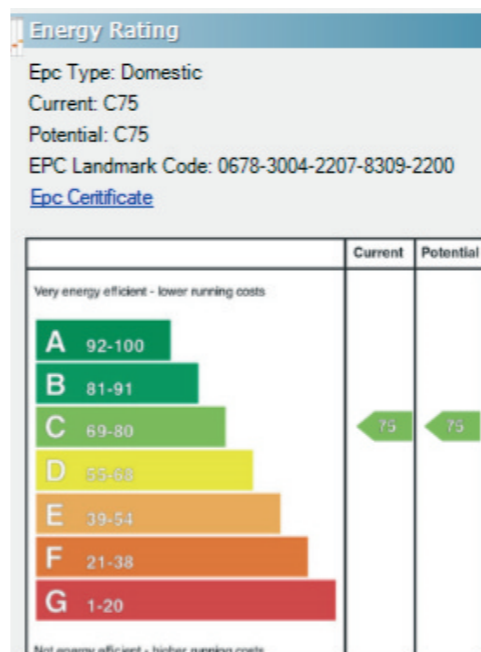 Energy Rating
Epc Type: Domestic
Current: C75
Potential: C75
EPC Landmark Code: 0678-3004-2207-8309-2200
Epc Ceritificate
Current Potential
Very energy efficient - lower running costs
A 92-100
B 81-91
C 69-80 75 75
D 55-68
E 39-54
F 21-38
G 1-20
Not energy efficient - higher running costs